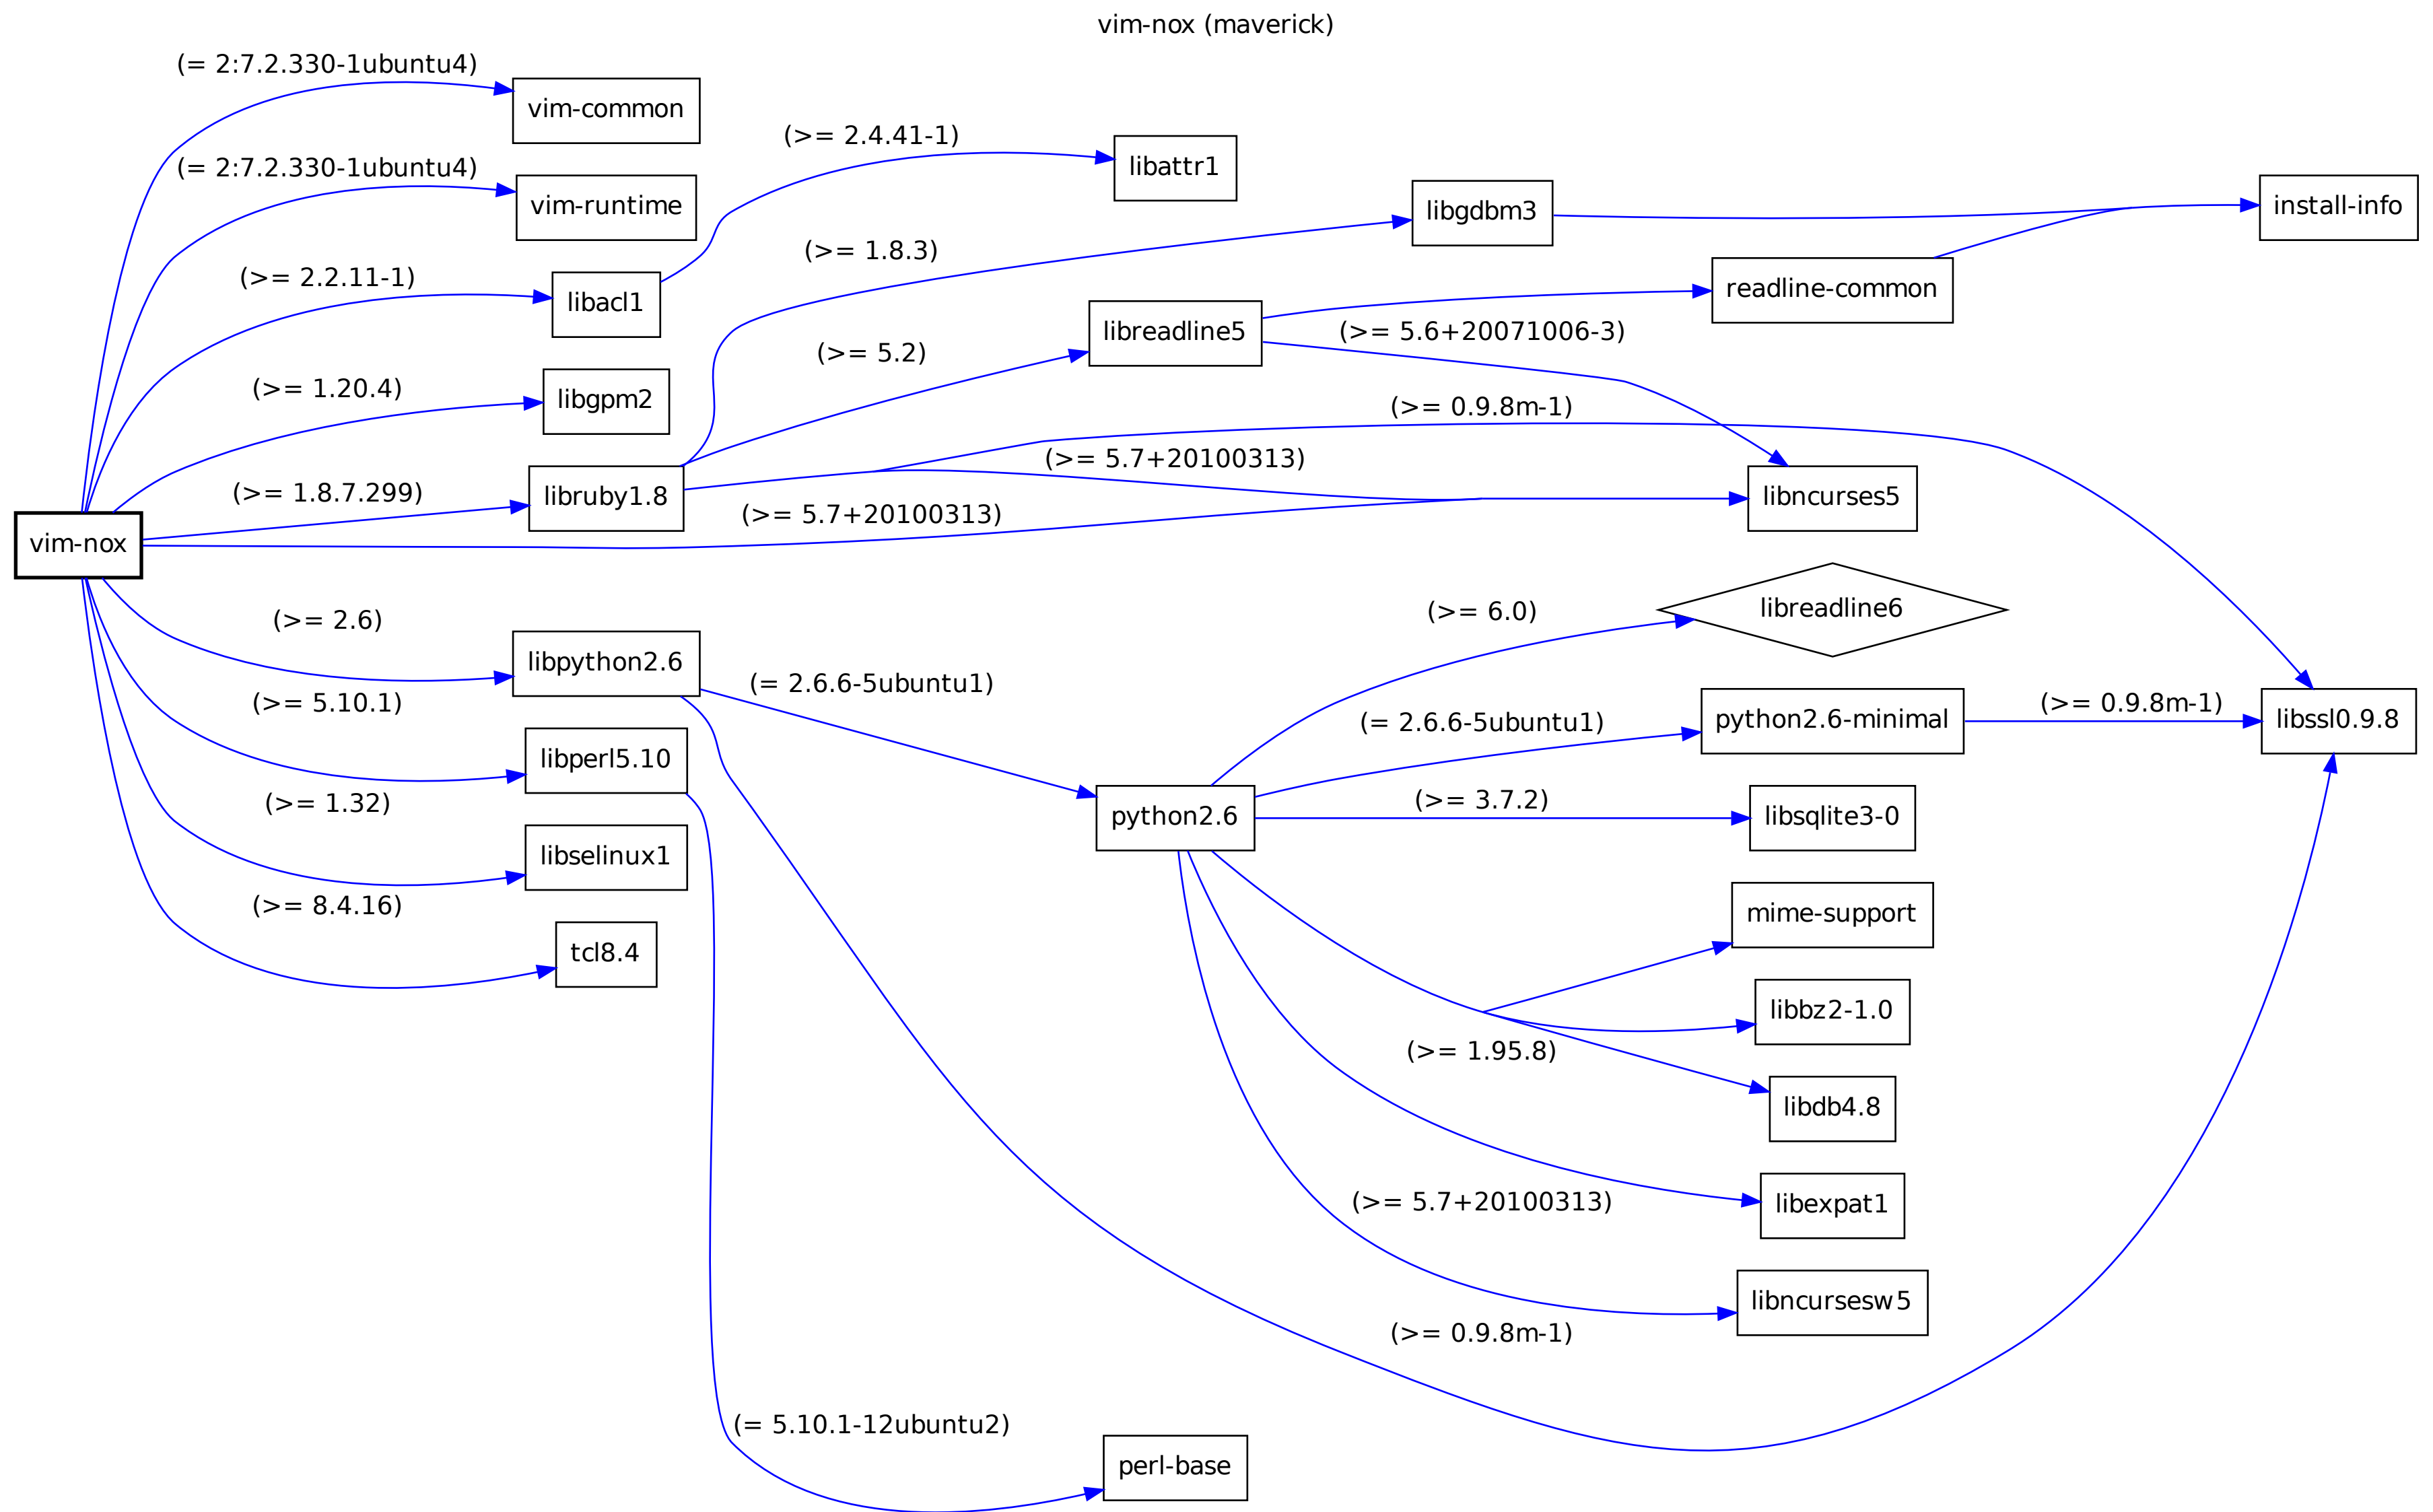 vim-nox (maverick)
(= 2:7.2.330-1ubuntu4)
vim-common
(= 2:7.2.330-1ubuntu4)
vim-runtime
(>= 2.2.11-1)
libacl1
(>= 1.20.4)
libgpm2
(>= 1.8.7.299)
libruby1.8
vim-nox
(>= 5.7+20100313)
(>= 2.6)
libpython2.6
(>= 5.10.1)
libperl5.10
(>= 1.32)
libselinux1
(>= 8.4.16)
tcl8.4
(>= 2.4.41-1)
libattr1
(>= 1.8.3)
libgdbm3
install-info
(>= 5.2)
libreadline5
readline-common
(>= 5.6+20071006-3)
(>= 0.9.8m-1)
(>= 5.7+20100313)
libncurses5
(= 2.6.6-5ubuntu1)
python2.6
(>= 6.0)
libreadline6
(= 2.6.6-5ubuntu1)
python2.6-minimal
(>= 0.9.8m-1)
libssl0.9.8
(>= 3.7.2)
libsqlite3-0
mime-support
libbz2-1.0
(>= 1.95.8)
libdb4.8
libexpat1
(>= 5.7+20100313)
libncursesw5
(>= 0.9.8m-1)
(= 5.10.1-12ubuntu2)
perl-base